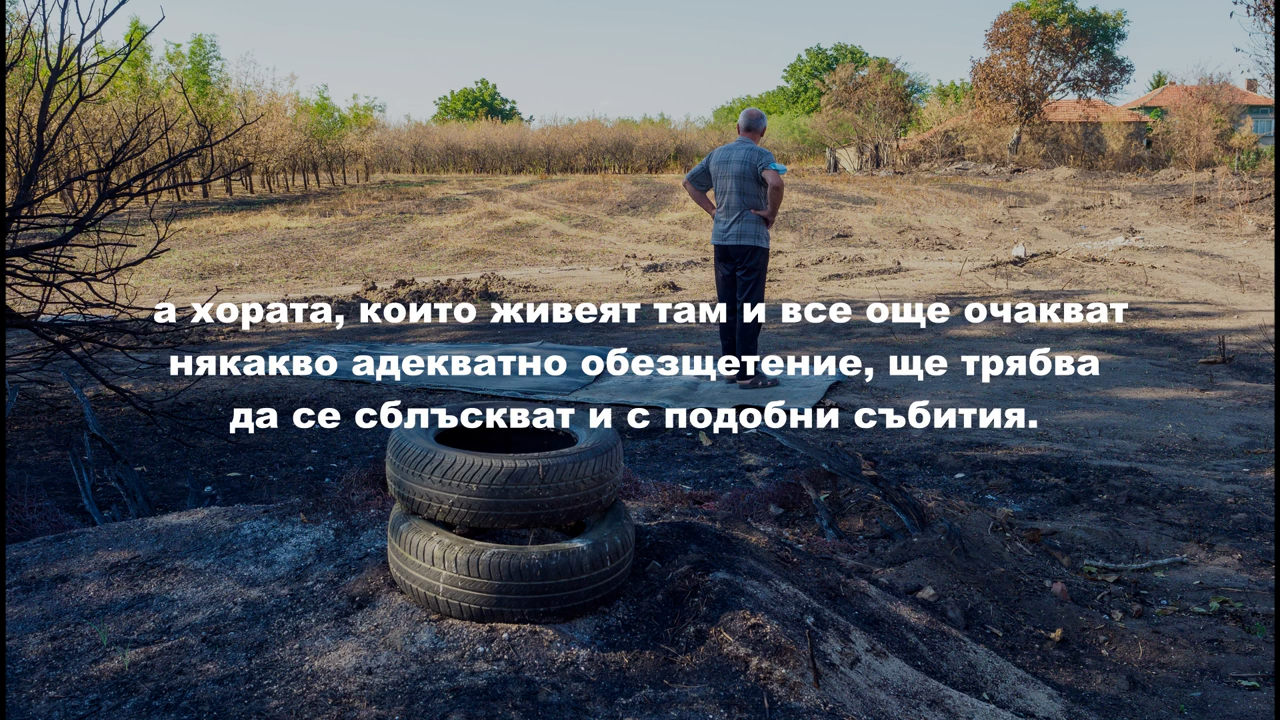 а хората, които живеят там и все още очакват
някакво адекватно обезщетение, ще трябва
да се сблъскват и с подобни събития.